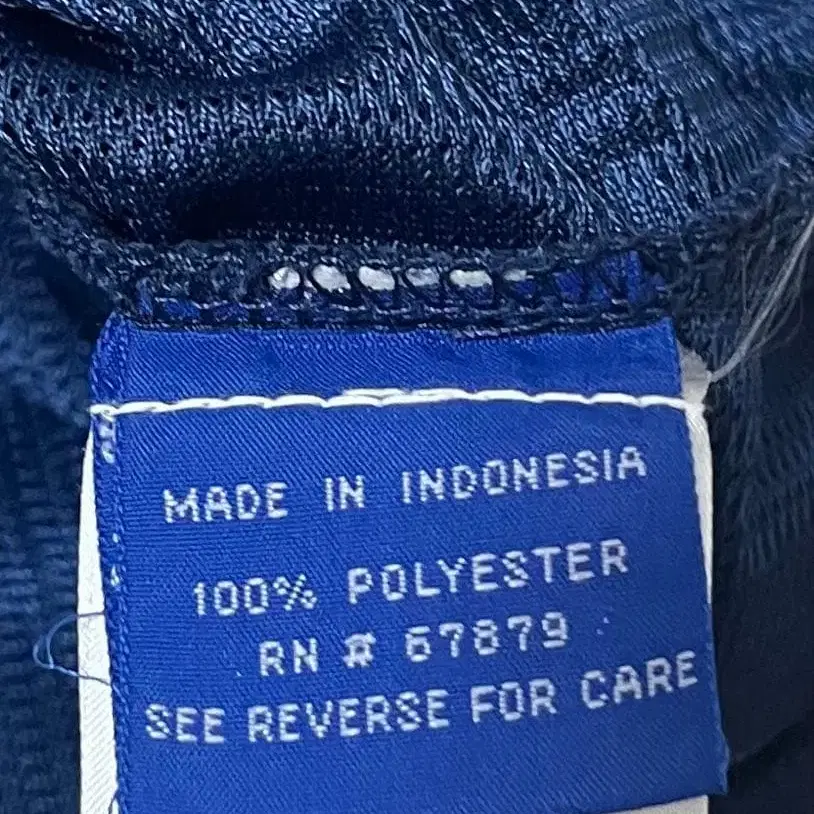 MADE IN INDONESIA
100% POLYESTER
RN # 67879
SEE REVERSE FOR CARE